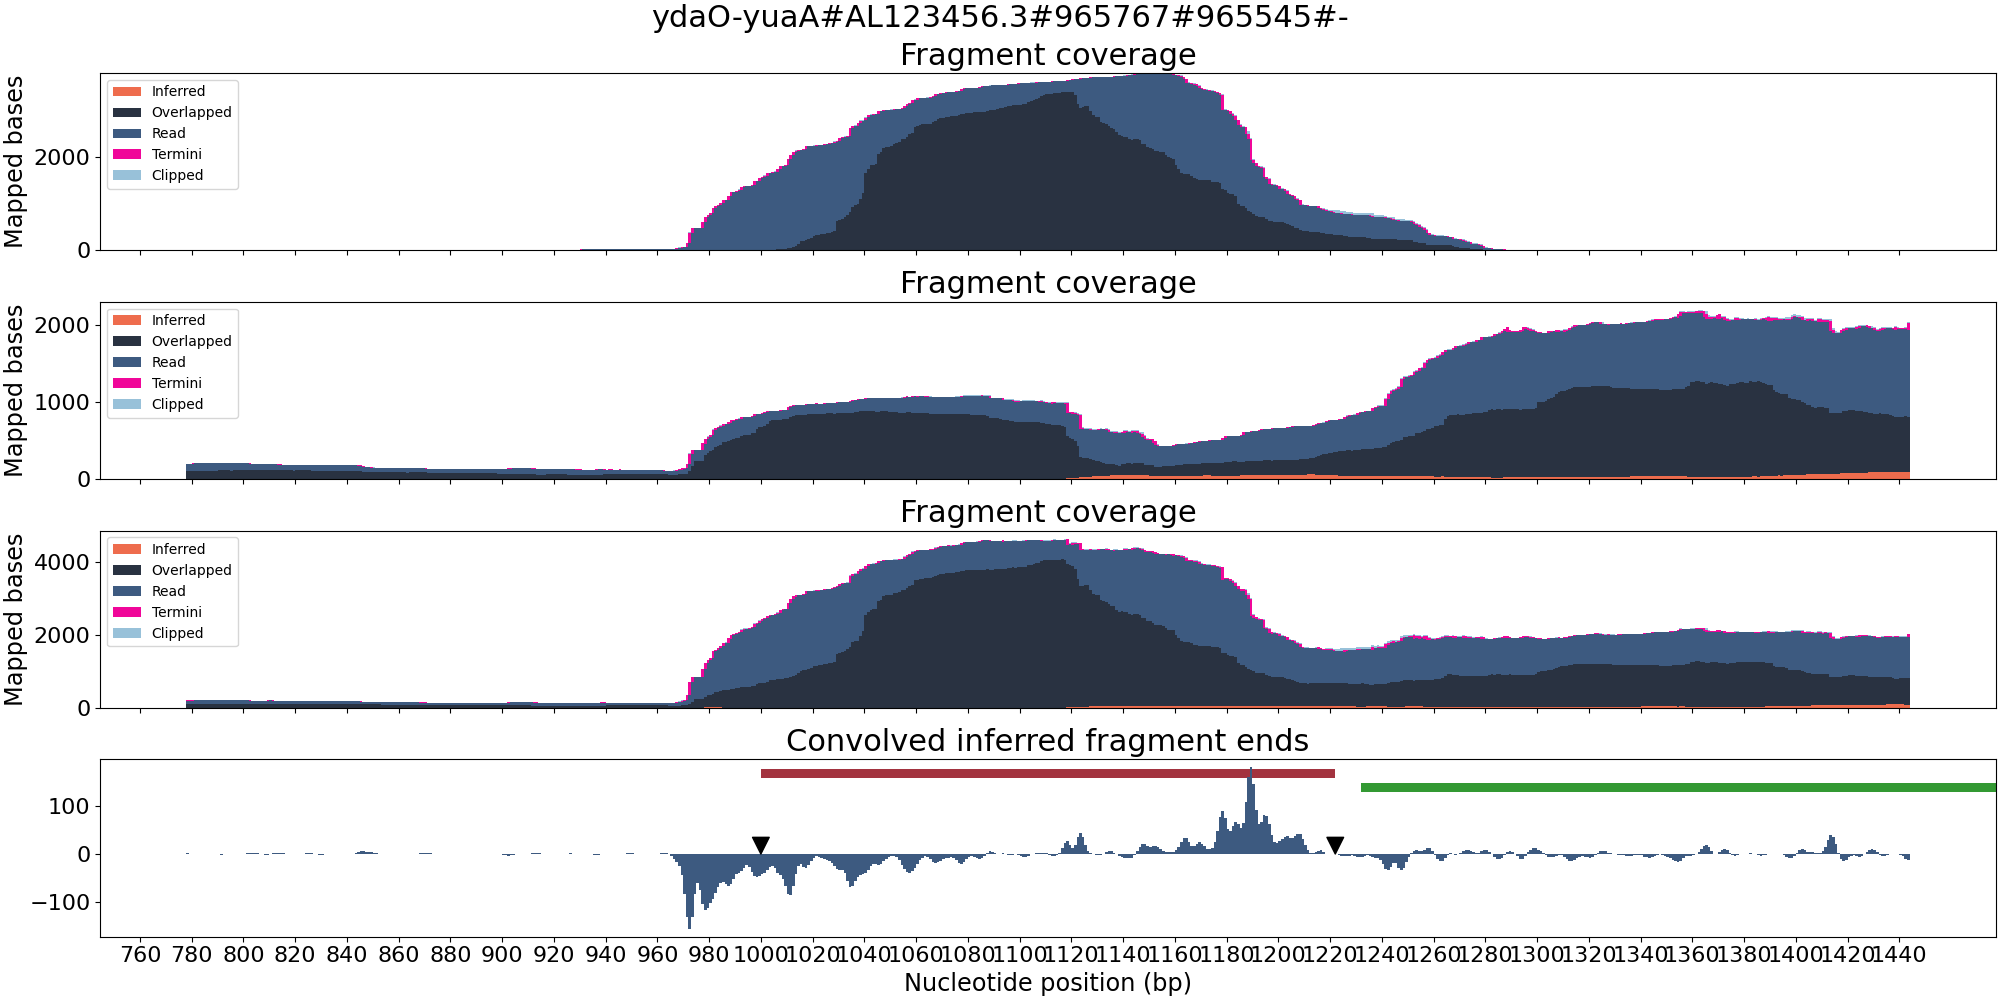 ydaO-yuaA#AL123456.3#965767#965545#-
Fragment coverage
Mapped bases
2000
0
Inferred
Overlapped
Read
Termini
Clipped
Fragment coverage
Mapped bases
2000
1000
0
Inferred
Overlapped
Read
Termini
Clipped
Fragment coverage
Mapped bases
4000
2000
0
Inferred
Overlapped
Read
Termini
Clipped
Convolved inferred fragment ends
100
0
−100
760 780 800 820 840 860 880 900 920 940 960 980 1000 1020 1040 1060 1080 1100 1120 1140 1160 1180 1200 1220 1240 1260 1280 1300 1320 1340 1360 1380 1400 1420 1440
Nucleotide position (bp)